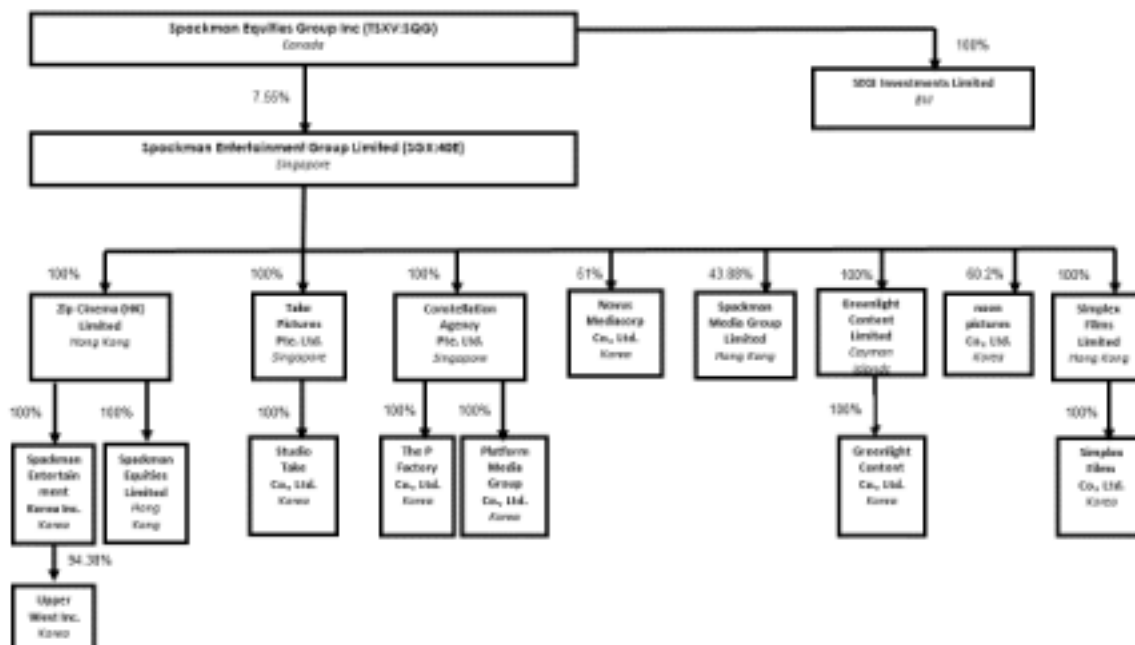 Spackman Equities Group Inc (TSXV:SQG)
Canada
100%
7.55%
Investments Limited
BVI
Spackman Entertainment Group Limited (SGX:40E)
Singapore
100%
100%
100%
51%
43.88%
100%
60.2%
100%
Zip Cinema (HK)
Limited
Hong Kong
Take
Pictures
Pte. Ltd.
Singapore
Constellation
Agency
Pte. Ltd.
Singapore
Novus
Mediacorp
Co., Ltd.
Korea
Spackman
Media Group
Limited
Hong Kong
Greenlight
Content
Limited
Cayman
Islands
noon
pictures
Co., Ltd.
Korea
Simplex
Films
Limited
Hong Kong
100%
100%
100%
100%
100%
100%
100%
Spackman
Entertain
ment
Korea Inc.
Korea
Spackman
Equities
Limited
Hong
Kong
Studio
Take
Co., Ltd.
Korea
The P
Factory
Co., Ltd.
Korea
Platform
Media
Group
Co., Ltd.
Korea
Greenlight
Content
Co., Ltd.
Korea
Simplex
Films
Co., Ltd.
Korea
94.38%
Upper
West Inc.
Korea